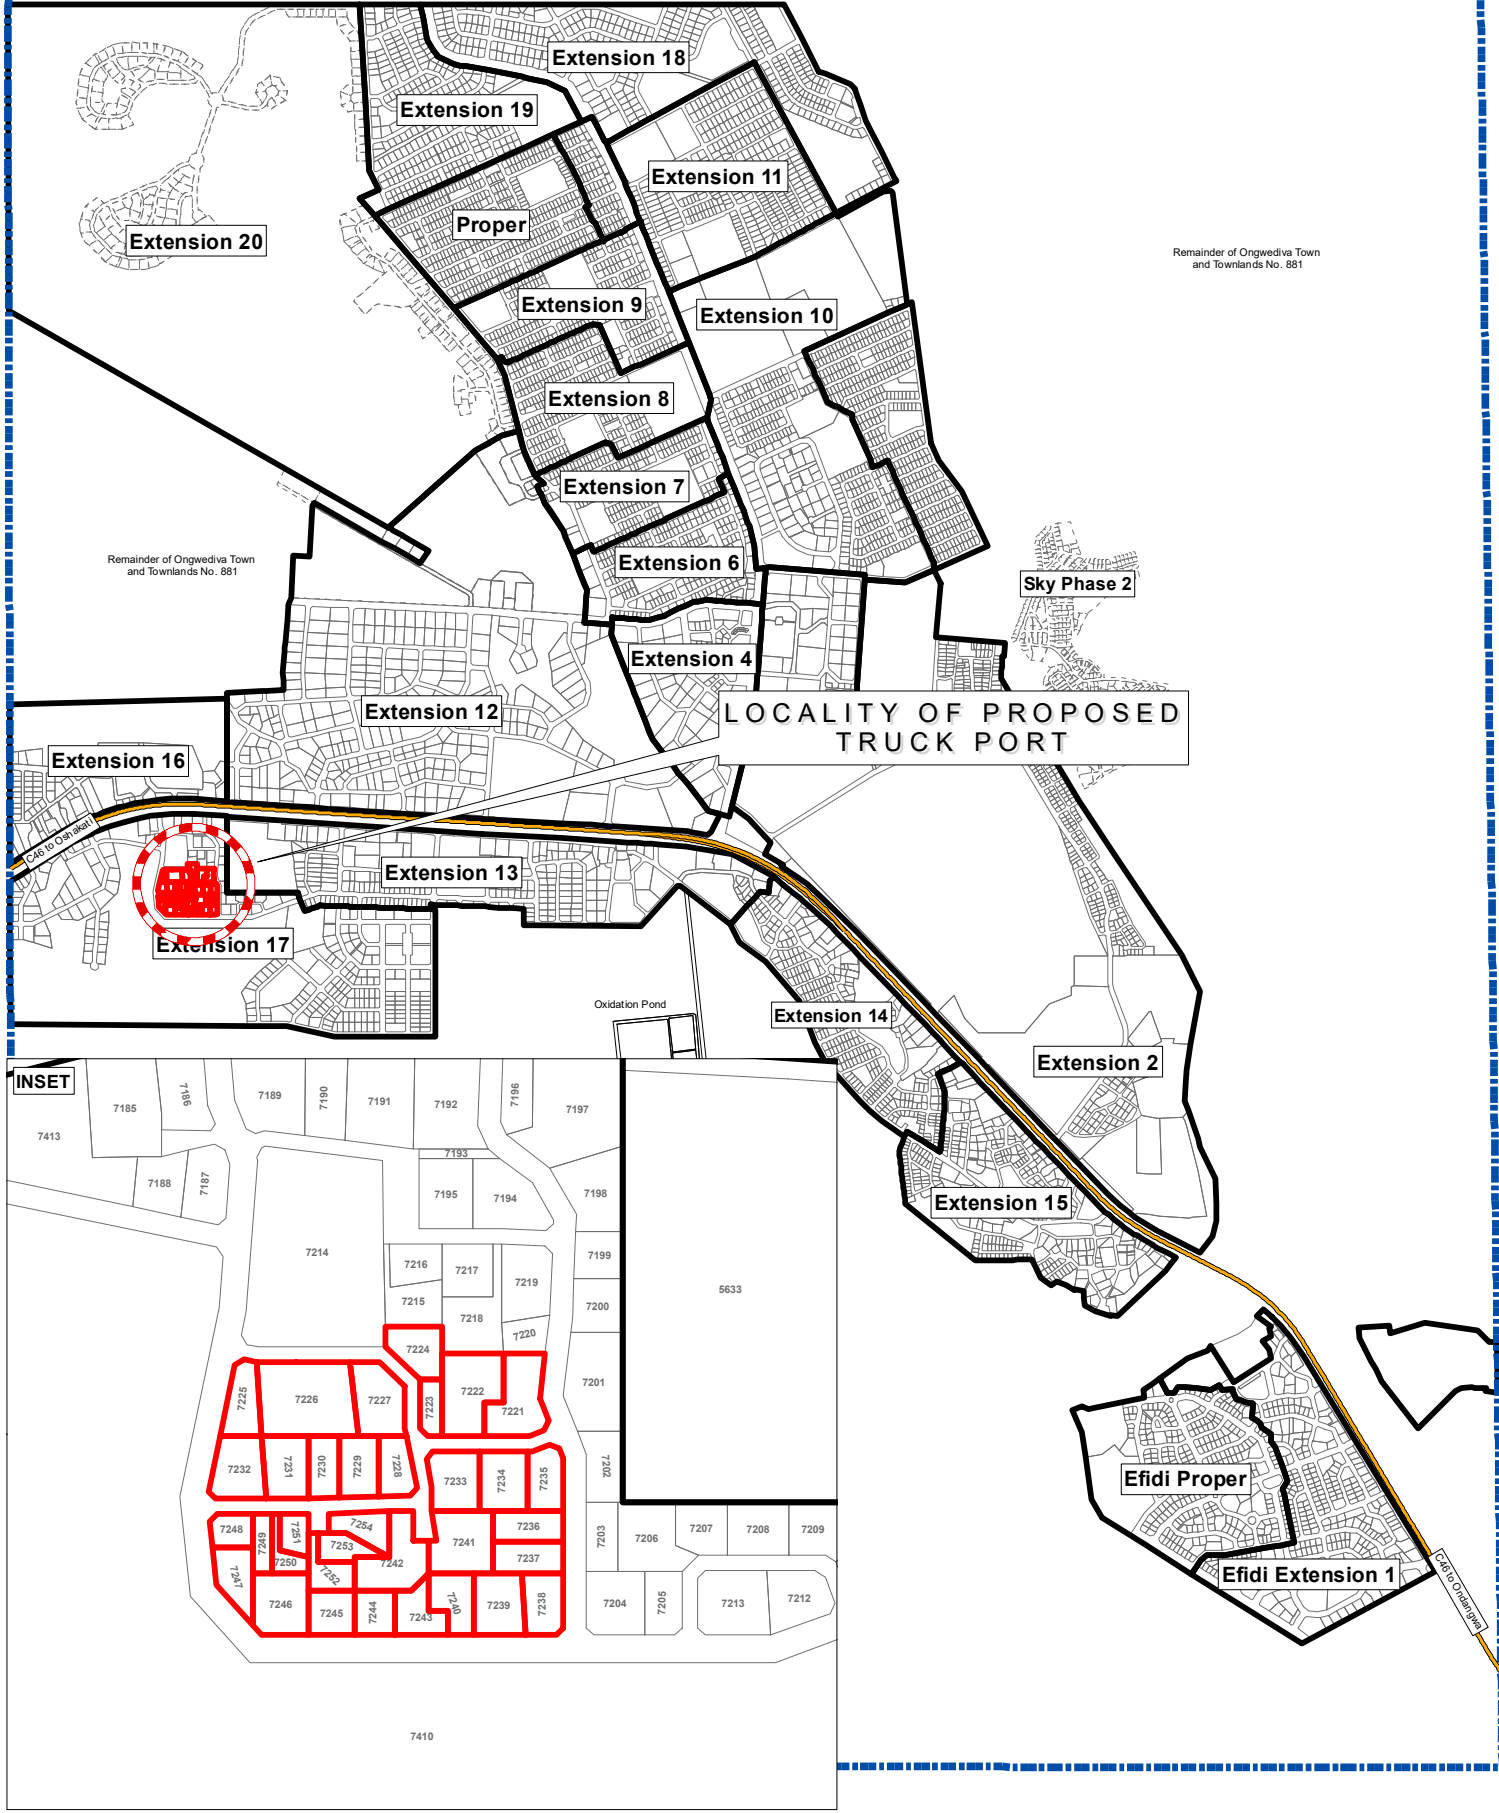 Extension 18
Extension 19
Extension 11
Proper
Extension 20
Remainder of Ongwediva Town
and Townlands No. 881
Extension 9
Extension 10
Extension 8
Extension 7
Extension 6
Remainder of Ongwediva Town
and Townlands No. 881
Sky Phase 2
Extension 4
Extension 12
LOCALITY OF PROPOSED
TRUCK PORT
Extension 16
C46 to Oshakati
Extension 13
Extension 17
Oxidation Pond
Extension 14
Extension 2
Extension 15
Efidi Proper
Efidi Extension 1
C46 to Ondangwa
INSET
7413
7185
7186
7189
7190
7191
7192
7196
7197
7193
7188
7187
7195
7194
7198
7214
7216
7217
7219
7199
5633
7215
7218
7220
7200
7224
7225
7226
7227
7223
7222
7221
7201
7232
7231
7230
7229
7228
7233
7234
7235
7202
7248
7249
7251
7254
7253
7250
7252
7242
7241
7236
7237
7203
7206
7207
7208
7209
7247
7246
7245
7244
7243
7240
7239
7238
7204
7205
7213
7212
7410